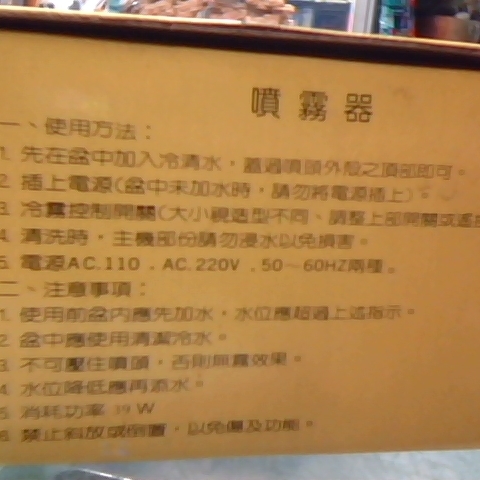 噴霧器
一、使用方法：
1. 先在盆中加入冷清水，蓋過噴頭外殼之頂部即可。
2. 插上電源(盆中未加水時，請勿將電源插上)。
3. 冷霧控制開關(大小視造型不同、調整上部開關或遙控
4. 清洗時，主機部份請勿浸水以免損害。
5. 電源AC.110．AC.220V．50～60HZ兩種。
二、注意事項：
1. 使用前盆內應先加水，水位應超過上述指示。
2. 盆中應使用清潔冷水。
3. 不可壓住噴頭，否則無霧效果。
4. 水位降低應再添水。
5. 消耗功率 19 W
6. 禁止斜放或倒置，以免傷及功能。